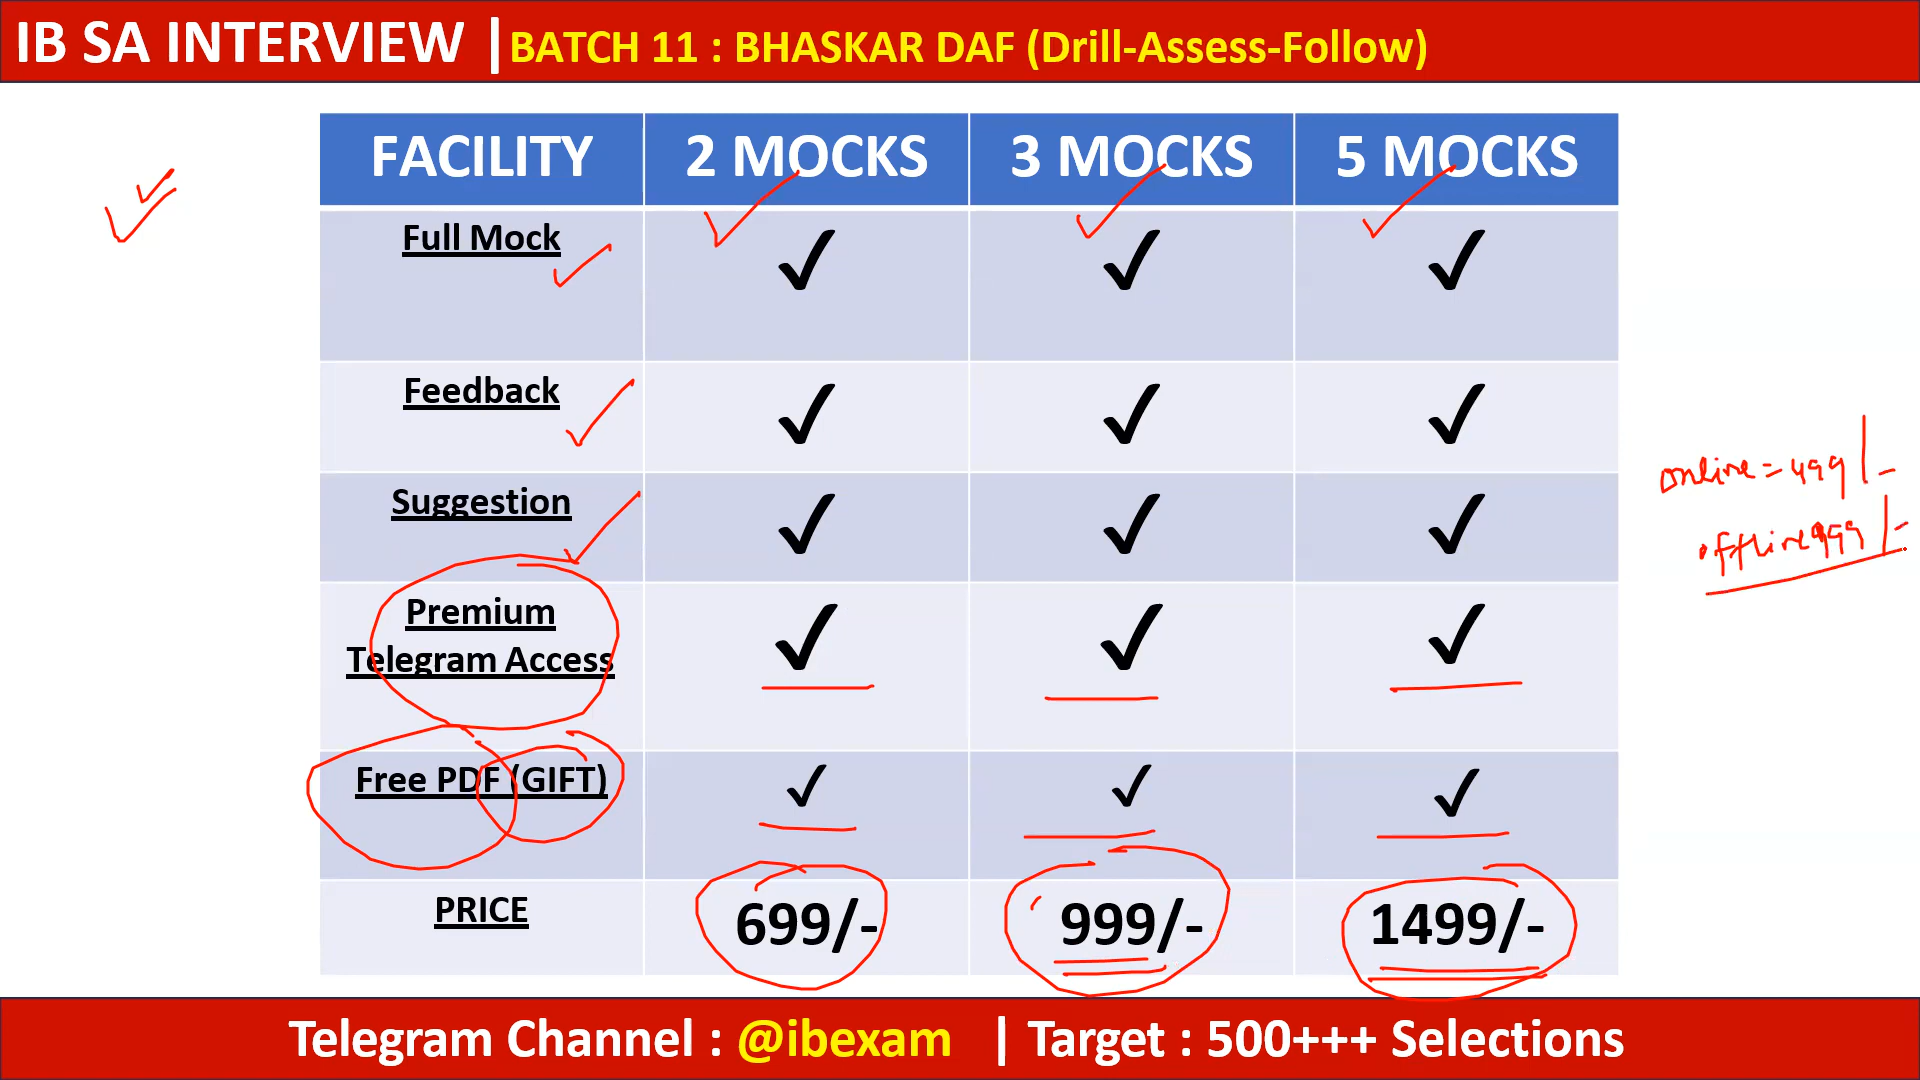 IB SA INTERVIEW | BATCH 11 : BHASKAR DAF (Drill-Assess-Follow)
FACILITY 2 MOCKS 3 MOCKS 5 MOCKS
Full Mock ✓ ✓ ✓
Feedback ✓ ✓ ✓
Suggestion ✓ ✓ ✓
Premium
Telegram Access ✓ ✓ ✓
Free PDF (GIFT) ✓ ✓ ✓
PRICE 699/- 999/- 1499/-
online = 499/-
offline 999/-
Telegram Channel : @ibexam | Target : 500+++ Selections